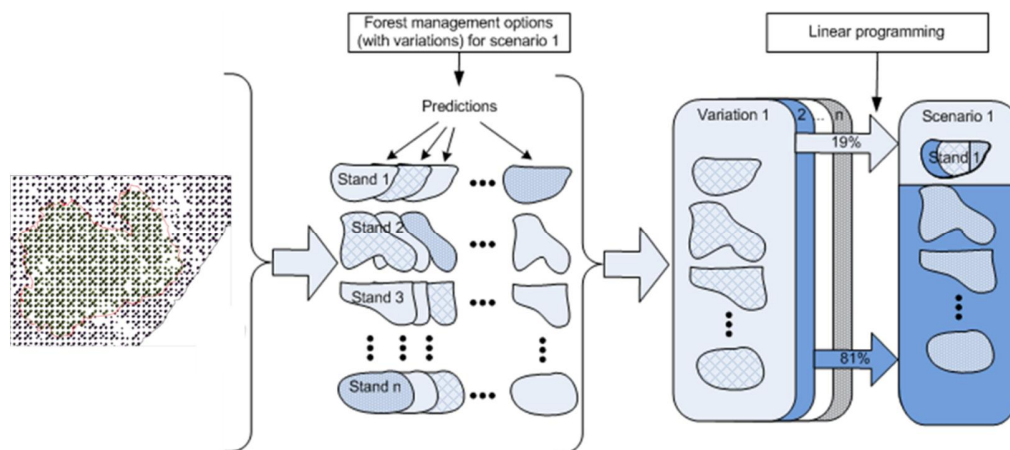 Forest management options
(with variations) for scenario 1
Linear programming
Predictions
Stand 1
Stand 2
Stand 3
Stand n
Variation 1
2 ... n
19%
81%
Scenario 1
Stand 1